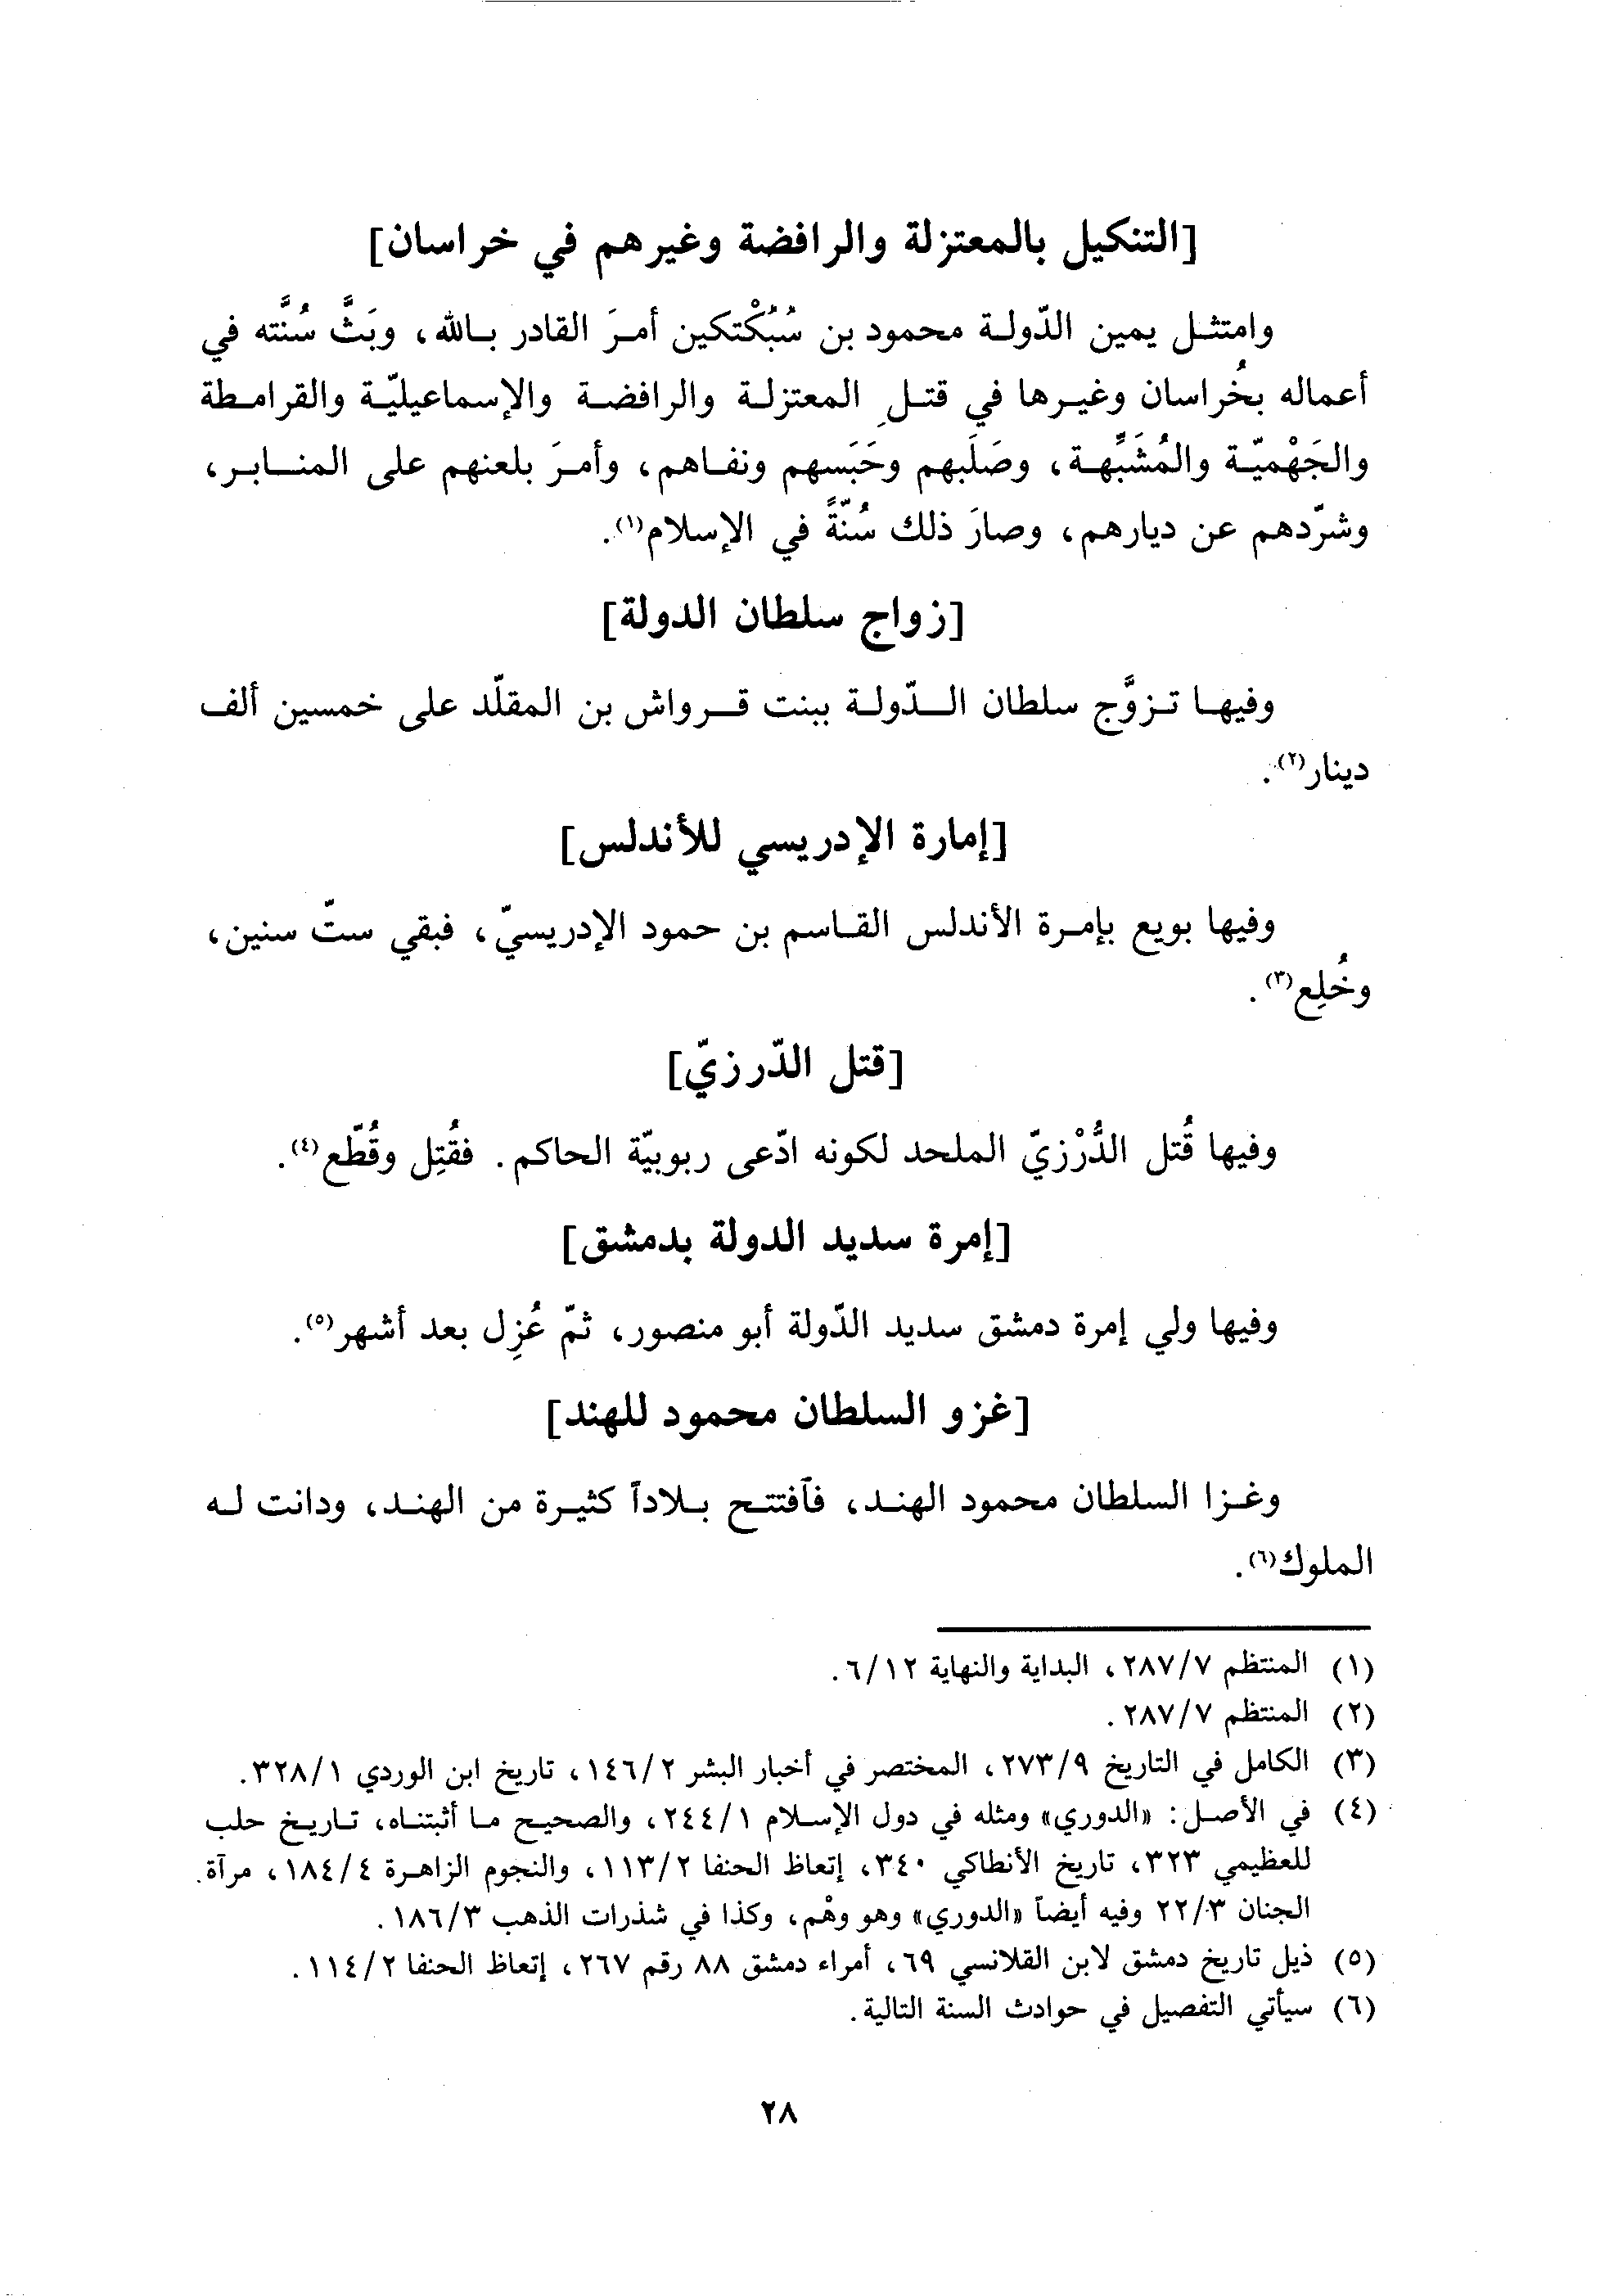 [التنكيل بالمعتزلة والرافضة وغيرهم في خراسان]
وامتثل يمين الدّولة محمود بن سُبُكْتكين أمرَ القادر بالله، وبَثَّ سُنَّته في
أعماله بخُراسان وغيرها في قتلِ المعتزلة والرافضة والإسماعيليّة والقرامطة
والجَهْميّة والمُشَبِّهة، وصَلَبهم وحَبَسهم ونفاهم، وأمرَ بلعنهم على المنابر،
وشرّدهم عن ديارهم، وصارَ ذلك سُنّةً في الإسلام(١).
[زواج سلطان الدولة]
وفيها تزوَّج سلطان الدّولة ببنت قرواش بن المقلّد على خمسين ألف
دينار(٢).
[إمارة الإدريسي للأندلس]
وفيها بويع بإمرة الأندلس القاسم بن حمود الإدريسيّ، فبقي ستّ سنين،
وخُلِع(٣).
[قتل الدّرزيّ]
وفيها قُتل الدُّرْزيّ الملحد لكونه ادّعى ربوبيّة الحاكم. فقُتِل وقُطّع(٤).
[إمرة سديد الدولة بدمشق]
وفيها ولي إمرة دمشق سديد الدّولة أبو منصور، ثمّ عُزِل بعد أشهر(٥).
[غزو السلطان محمود للهند]
وغزا السلطان محمود الهند، فآفتتح بلاداً كثيرة من الهند، ودانت له
الملوك(٦).
(١) المنتظم ٢٨٧/٧، البداية والنهاية ٦/١٢.
(٢) المنتظم ٢٨٧/٧.
(٣) الكامل في التاريخ ٢٧٣/٩، المختصر في أخبار البشر ١٤٦/٢، تاريخ ابن الوردي ٣٢٨/١.
(٤) في الأصل: «الدوري» ومثله في دول الإسلام ٢٤٤/١، والصحيح ما أثبتناه، تاريخ حلب
للعظيمي ٣٢٣، تاريخ الأنطاكي ٣٤٠، إتعاظ الحنفا ١١٣/٢، والنجوم الزاهرة ١٨٤/٤، مرآة
الجنان ٢٢/٣ وفيه أيضاً «الدوري» وهو وهْم، وكذا في شذرات الذهب ١٨٦/٣.
(٥) ذيل تاريخ دمشق لابن القلانسي ٦٩، أمراء دمشق ٨٨ رقم ٢٦٧، إتعاظ الحنفا ١١٤/٢.
(٦) سيأتي التفصيل في حوادث السنة التالية.
٢٨